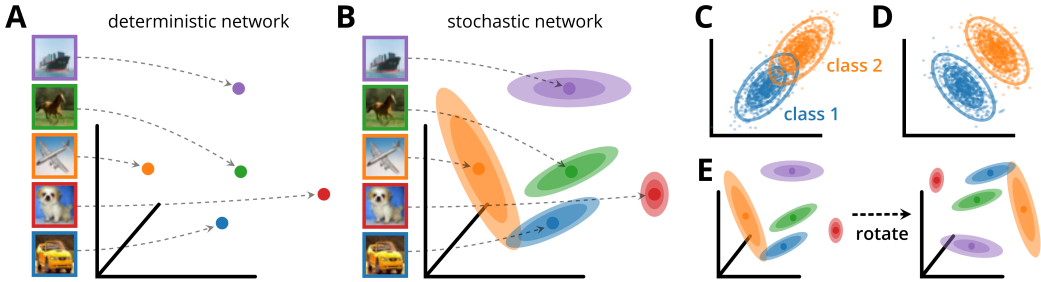 A
deterministic network
B
stochastic network
C
class 2
class 1
D
E
rotate